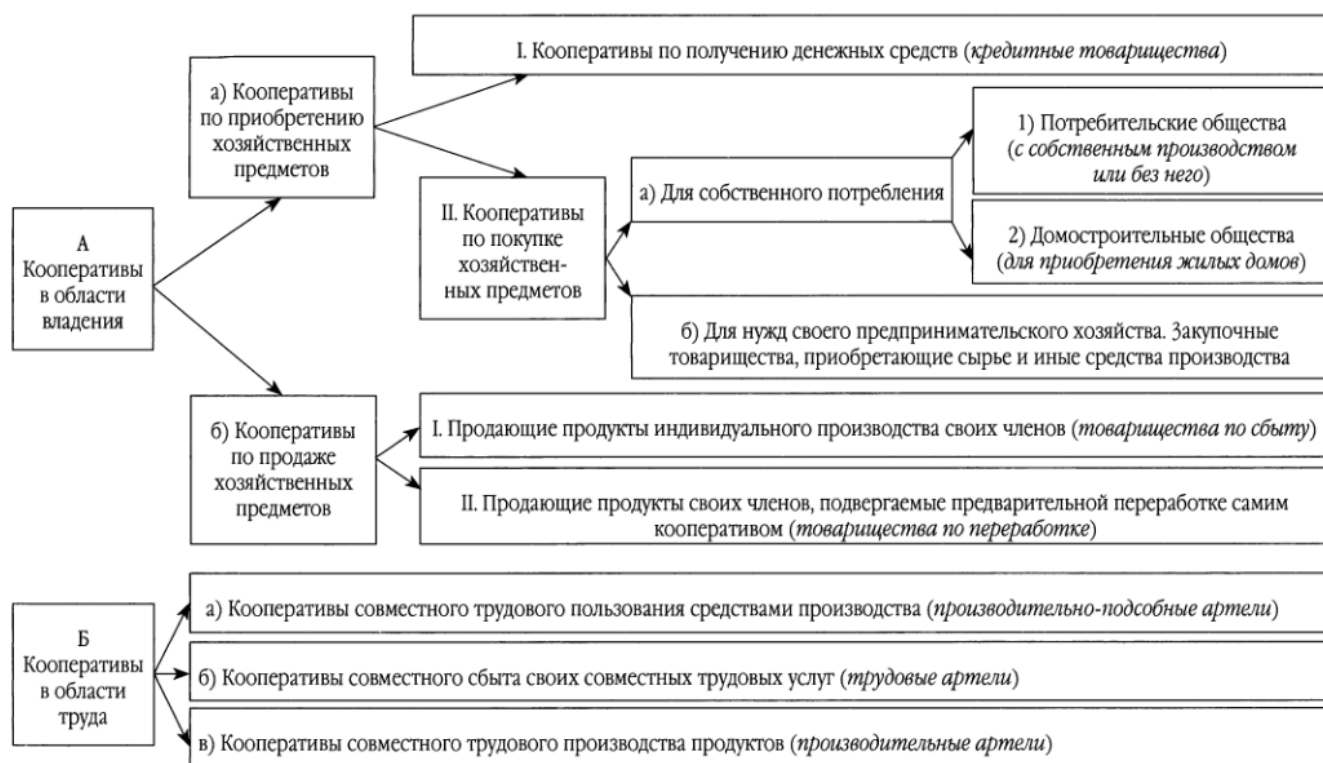 I. Кооперативы по получению денежных средств (кредитные товарищества)
а) Кооперативы
по приобретению
хозяйственных
предметов
1) Потребительские общества
(с собственным производством
или без него)
а) Для собственного потребления
II. Кооперативы
по покупке
хозяйствен-
ных предметов
2) Домостроительные общества
(для приобретения жилых домов)
А
Кооперативы
в области
владения
б) Для нужд своего предпринимательского хозяйства. Закупочные
товарищества, приобретающие сырье и иные средства производства
б) Кооперативы
по продаже
хозяйственных
предметов
I. Продающие продукты индивидуального производства своих членов (товарищества по сбыту)
II. Продающие продукты своих членов, подвергаемые предварительной переработке самим
кооперативом (товарищества по переработке)
Б
Кооперативы
в области
труда
а) Кооперативы совместного трудового пользования средствами производства (производительно-подсобные артели)
б) Кооперативы совместного сбыта своих совместных трудовых услуг (трудовые артели)
в) Кооперативы совместного трудового производства продуктов (производительные артели)